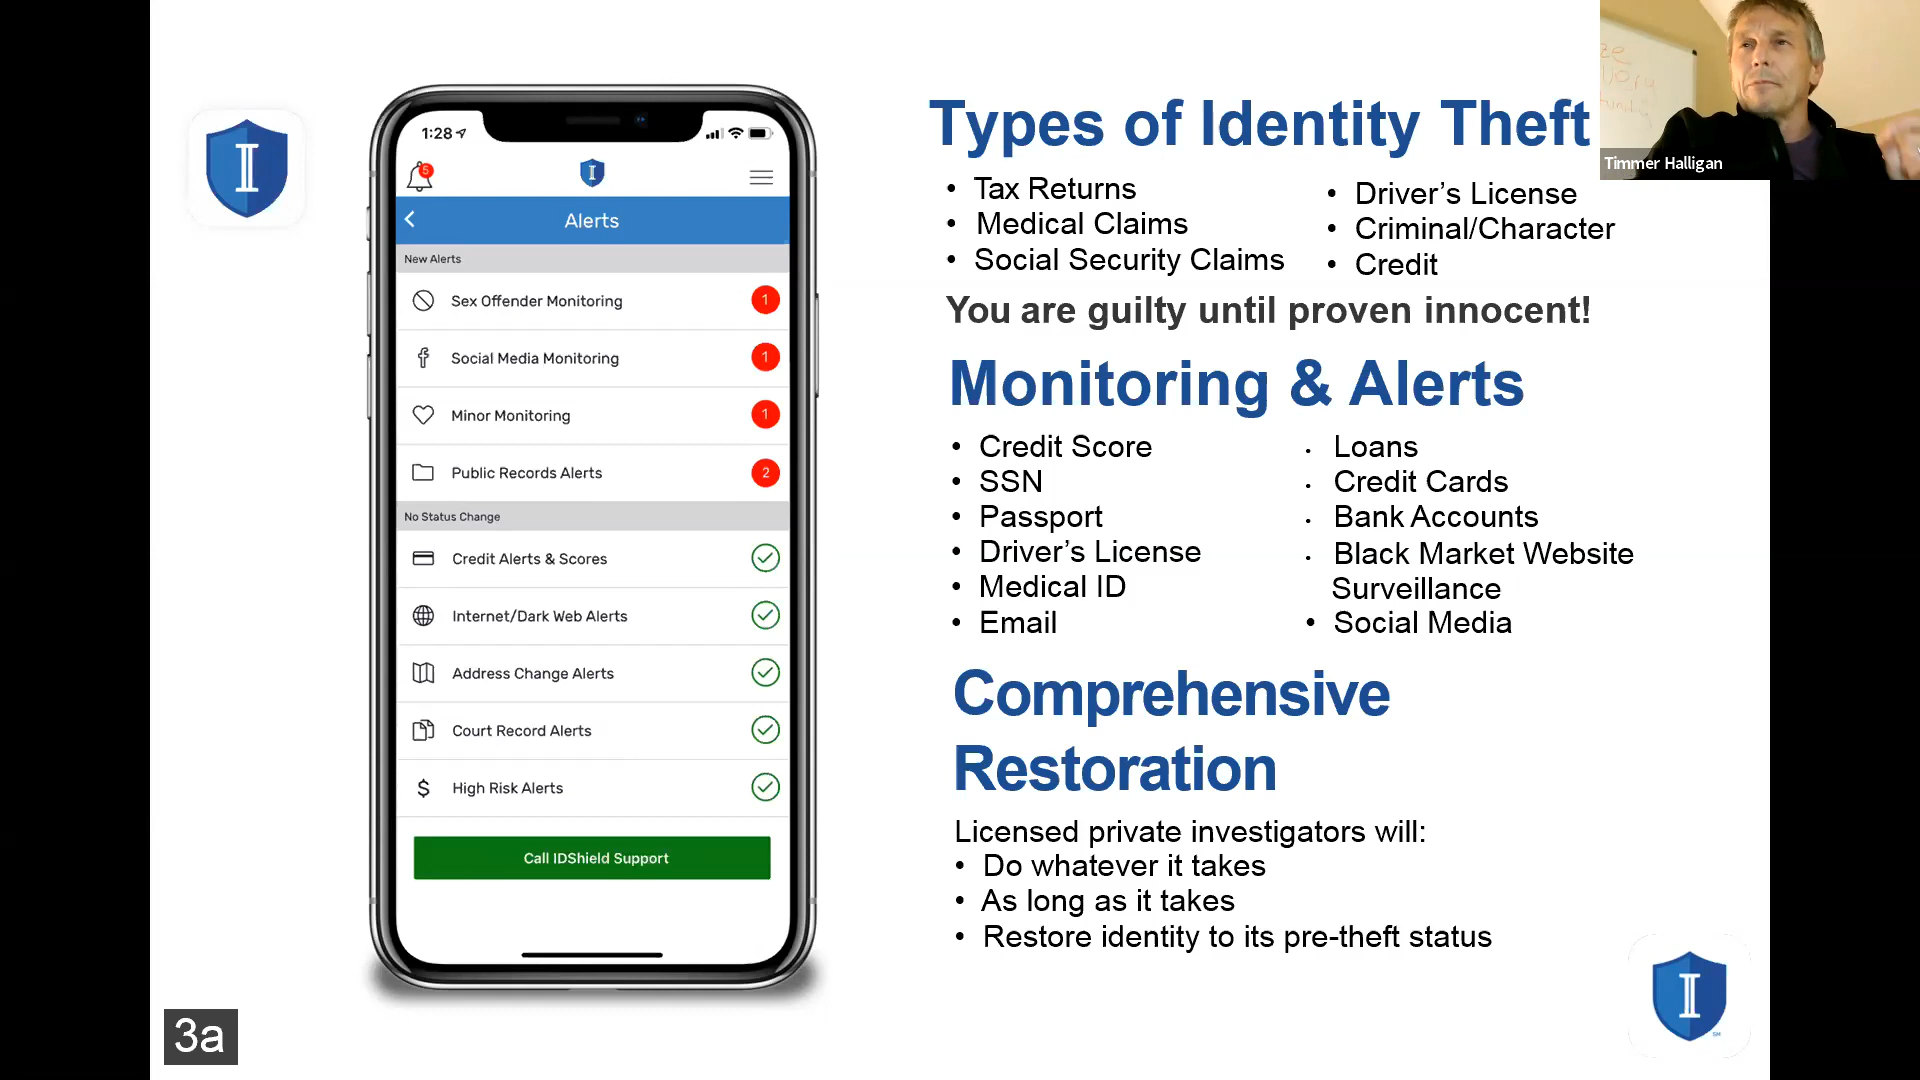 1:28
5
Alerts
New Alerts
Sex Offender Monitoring 1
Social Media Monitoring 1
Minor Monitoring 1
Public Records Alerts 2
No Status Change
Credit Alerts & Scores
Internet/Dark Web Alerts
Address Change Alerts
Court Record Alerts
High Risk Alerts
Call IDShield Support
3a
Types of Identity Theft
• Tax Returns
• Medical Claims
• Social Security Claims
• Driver’s License
• Criminal/Character
• Credit
You are guilty until proven innocent!
Monitoring & Alerts
• Credit Score
• SSN
• Passport
• Driver’s License
• Medical ID
• Email
• Loans
• Credit Cards
• Bank Accounts
• Black Market Website
Surveillance
• Social Media
Comprehensive
Restoration
Licensed private investigators will:
• Do whatever it takes
• As long as it takes
• Restore identity to its pre-theft status
Timmer Halligan